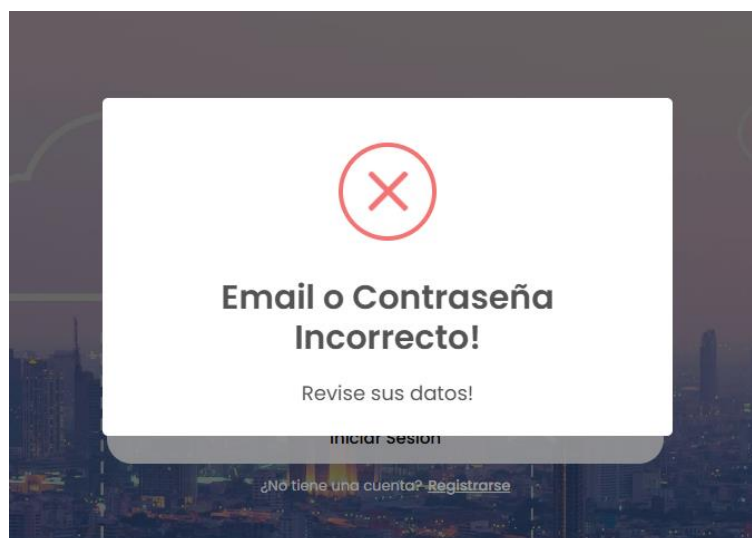 Email o Contraseña
Incorrecto!
Revise sus datos!
Iniciar Sesión
¿No tiene una cuenta? Registrarse